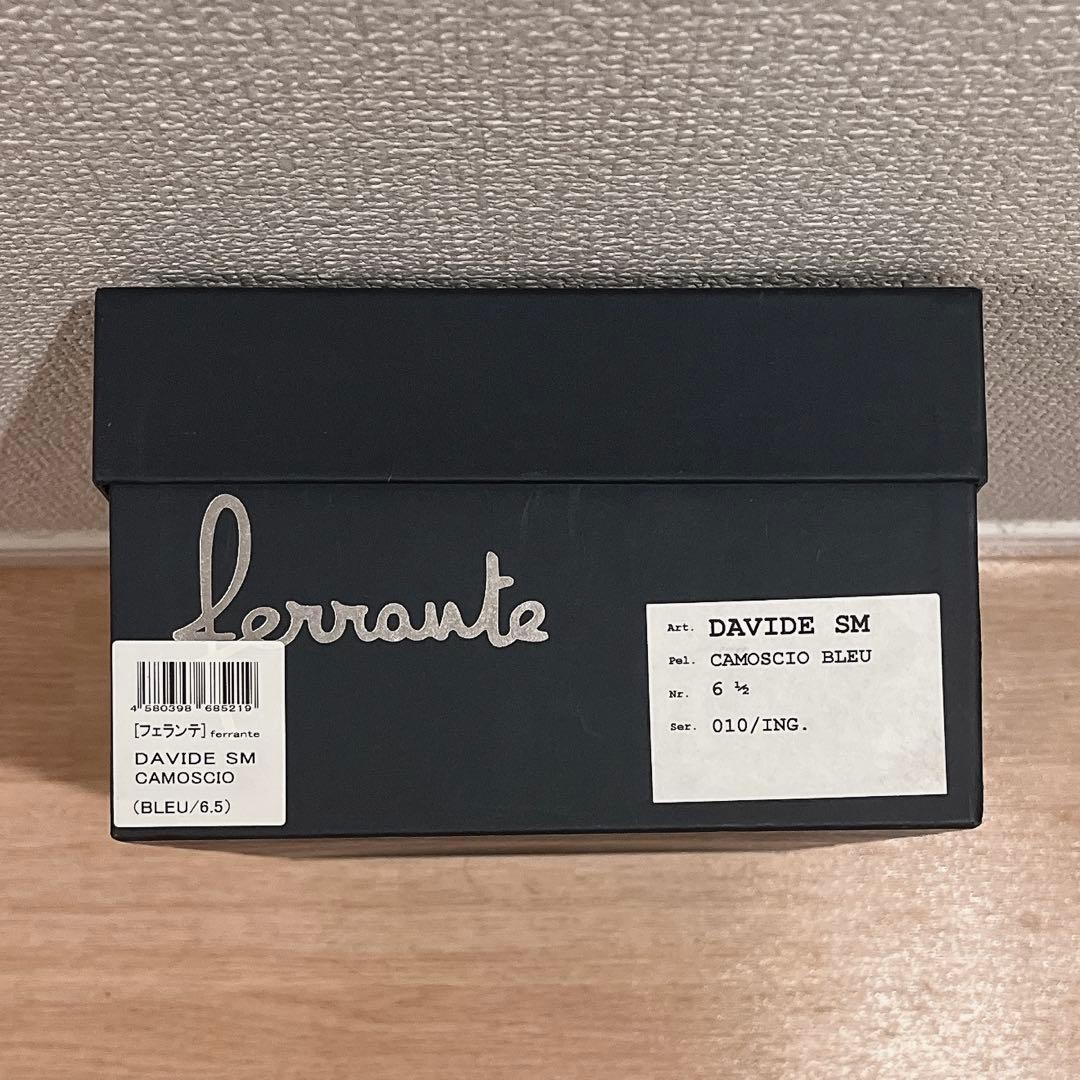 ferrante
4 580398 685219
[フェランテ] ferrante
DAVIDE SM
CAMOSCIO
(BLEU/6.5)
Art. DAVIDE SM
Pel. CAMOSCIO BLEU
Nr. 6 ½
Ser. 010/ING.